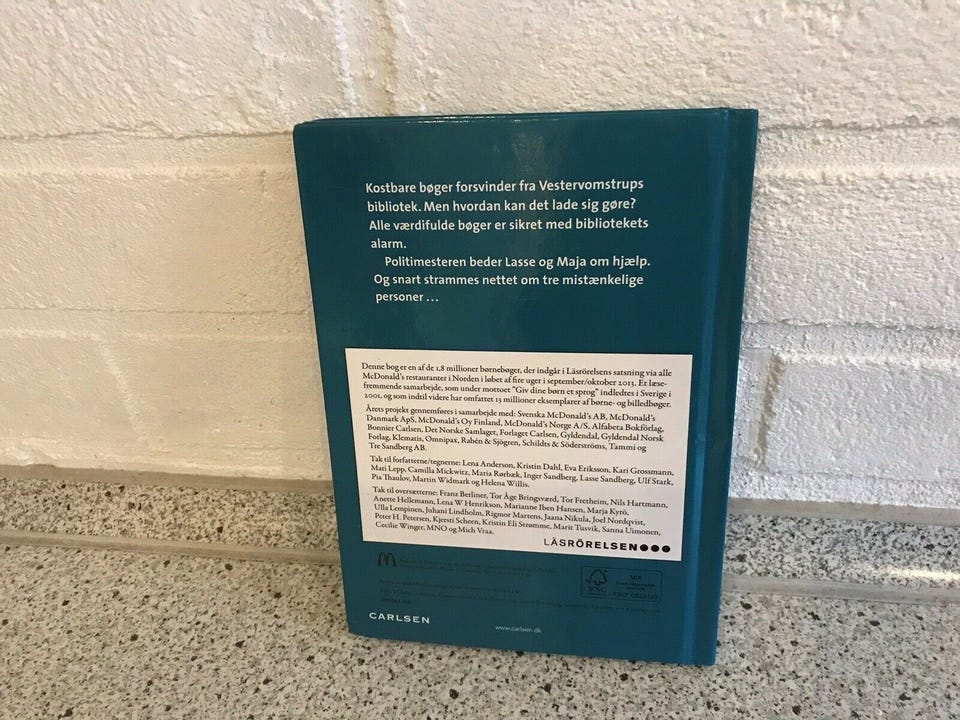 Kostbare bøger forsvinder fra Vestervomstrups
bibliotek. Men hvordan kan det lade sig gøre?
Alle værdifulde bøger er sikret med bibliotekets
alarm.
Politimesteren beder Lasse og Maja om hjælp.
Og snart strammes nettet om tre mistænkelige
personer ...
Denne bog er en af de 1,8 millioner børnebøger, der indgår i Läsrörelsens satsning via alle
McDonald's restauranter i Norden i løbet af fire uger i september/oktober 2013. Et læse-
fremmende samarbejde, som under mottoet "Giv dine børn et sprog" indledtes i Sverige i
2001, og som indtil videre har omfattet 15 millioner eksemplarer af børne- og billedbøger.
Årets projekt gennemføres i samarbejde med: Svenska McDonald's AB, McDonald's
Danmark ApS, McDonald's Oy Finland, McDonald's Norge A/S, Alfabeta Bokförlag,
Bonnier Carlsen, Det Norske Samlaget, Forlaget Carlsen, Gyldendal, Gyldendal Norsk
Forlag, Klematis, Omnipax, Rabén & Sjögren, Schildts & Söderströms, Tammi og
Tre Sandberg AB.
Tak til forfatterne/tegnerne: Lena Anderson, Kristin Dahl, Eva Eriksson, Kari Grossmann,
Mati Lepp, Camilla Mickwitz, Maria Rørbæk, Inger Sandberg, Lasse Sandberg, Ulf Stark,
Pia Thaulov, Martin Widmark og Helena Willis.
Tak til oversætterne: Franz Berliner, Tor Åge Bringsværd, Tor Fretheim, Nils Hartmann,
Anette Hellemann, Lena W Henrikson, Marianne Iben Hansen, Marja Kyrö,
Ulla Lempinen, Juhani Lindholm, Rigmor Martens, Jaana Nikula, Joel Nordqvist,
Peter H. Petersen, Kjersti Scheen, Kristin Eli Strømme, Marit Tusvik, Sanna Uimonen,
Cecilie Winger, MNO og Mich Vraa.
LÄSRÖRELSEN
FSC
MIX
CARLSEN
www.carlsen.dk